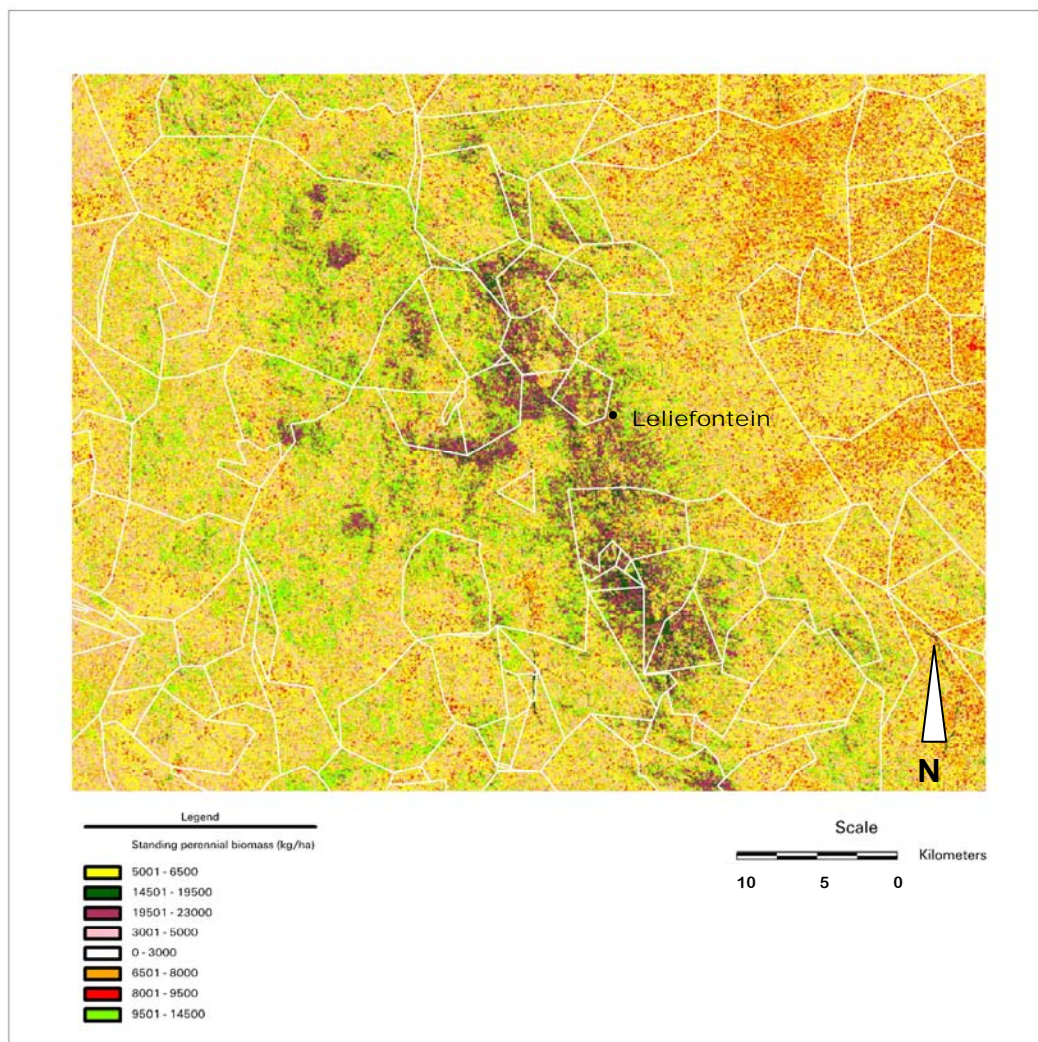 Leliefontein
N
Legend
Standing perennial biomass (kg/ha)
5001 - 6500
14501 - 19500
19501 - 23000
3001 - 5000
0 - 3000
6501 - 8000
8001 - 9500
9501 - 14500
Scale
Kilometers
10 5 0